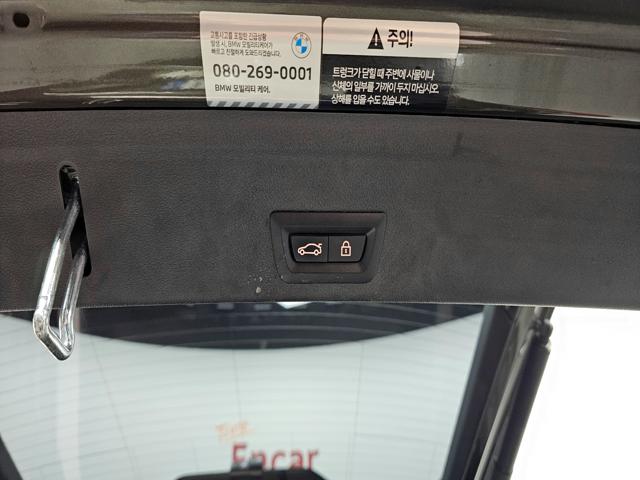 교통사고를 포함한 긴급상황
발생 시, BMW 모빌리티케어가
빠르고 친절하게 도와드리겠습니다.
080-269-0001
BMW 모빌리티 케어.
BMW
주의!
트렁크가 닫힐 때 주변에 사물이나
신체의 일부를 가까이 두지 마십시오
상해를 입을 수도 있습니다.
Encar